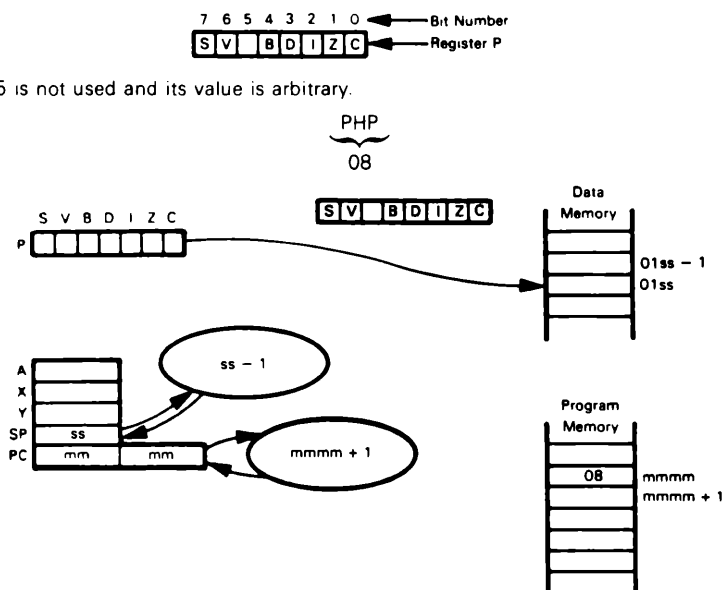 7 6 5 4 3 2 1 0 Bit Number
S V B D I Z C Register P
5 is not used and its value is arbitrary.
PHP
08
S V B D I Z C
S V B D I Z C
P
Data
Memory
01ss - 1
01ss
ss - 1
A
X
Y
SP ss
PC mm mm
mmmm + 1
Program
Memory
08 mmmm
mmmm + 1